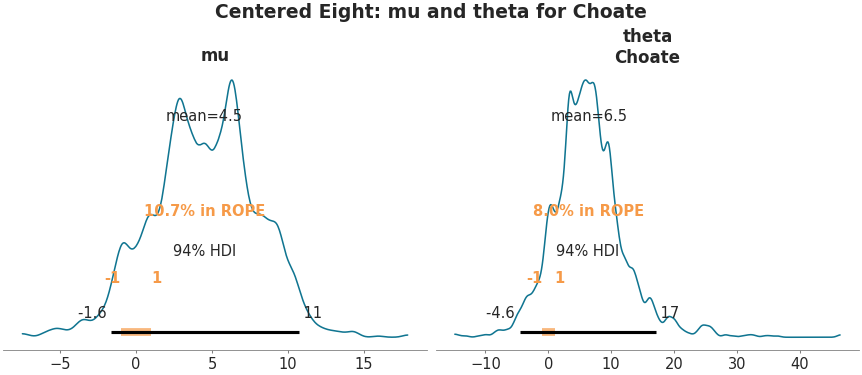 Centered Eight: mu and theta for Choate
mu
theta
Choate
mean=4.5
mean=6.5
10.7% in ROPE
8.0% in ROPE
94% HDI
94% HDI
-1 1
-1 1
-1.6 11
-4.6 17
−5 0 5 10 15
−10 0 10 20 30 40